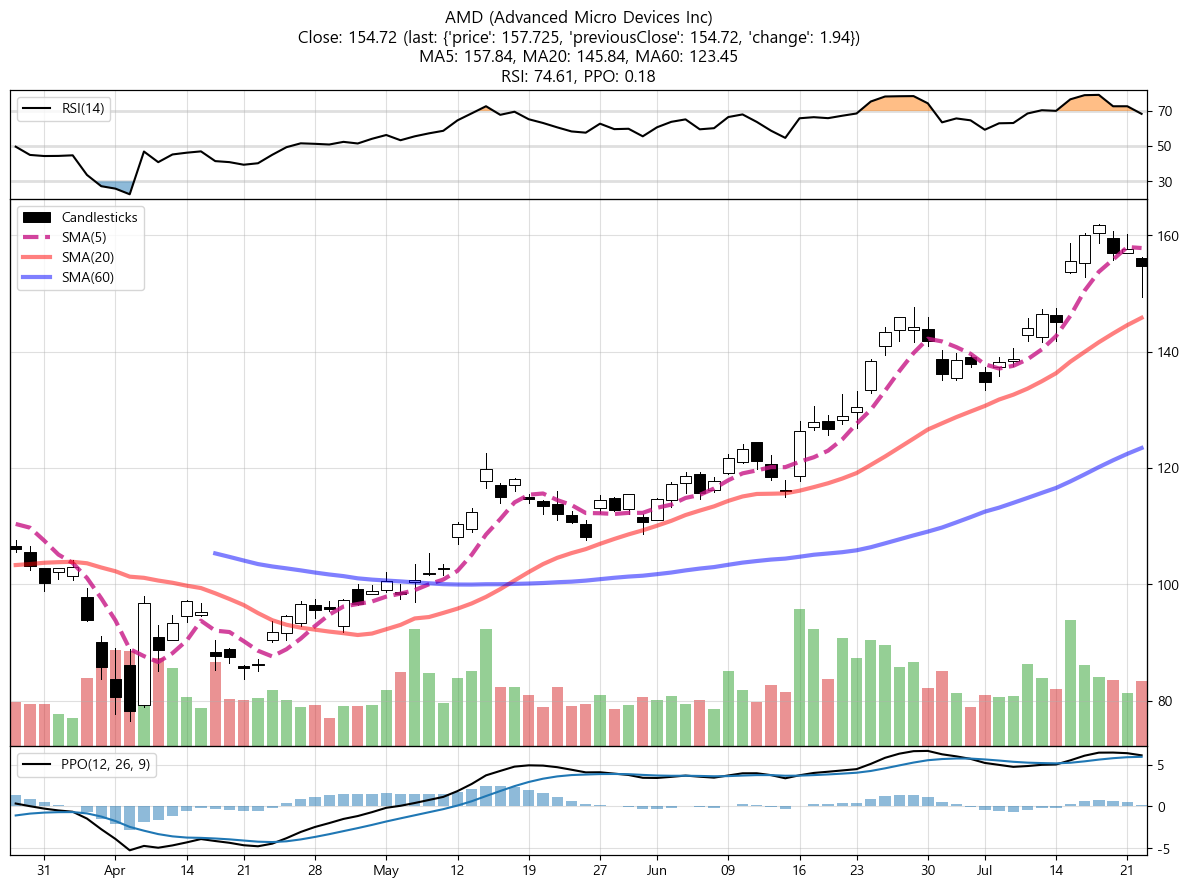 AMD (Advanced Micro Devices Inc)
Close: 154.72 (last: {'price': 157.725, 'previousClose': 154.72, 'change': 1.94})
MA5: 157.84, MA20: 145.84, MA60: 123.45
RSI: 74.61, PPO: 0.18
RSI(14)
70
50
30
Candlesticks
SMA(5)
SMA(20)
SMA(60)
160
140
120
100
80
PPO(12, 26, 9)
5
0
-5
31 Apr 14 21 28 May 12 19 27 Jun 9 16 23 30 Jul 14 21